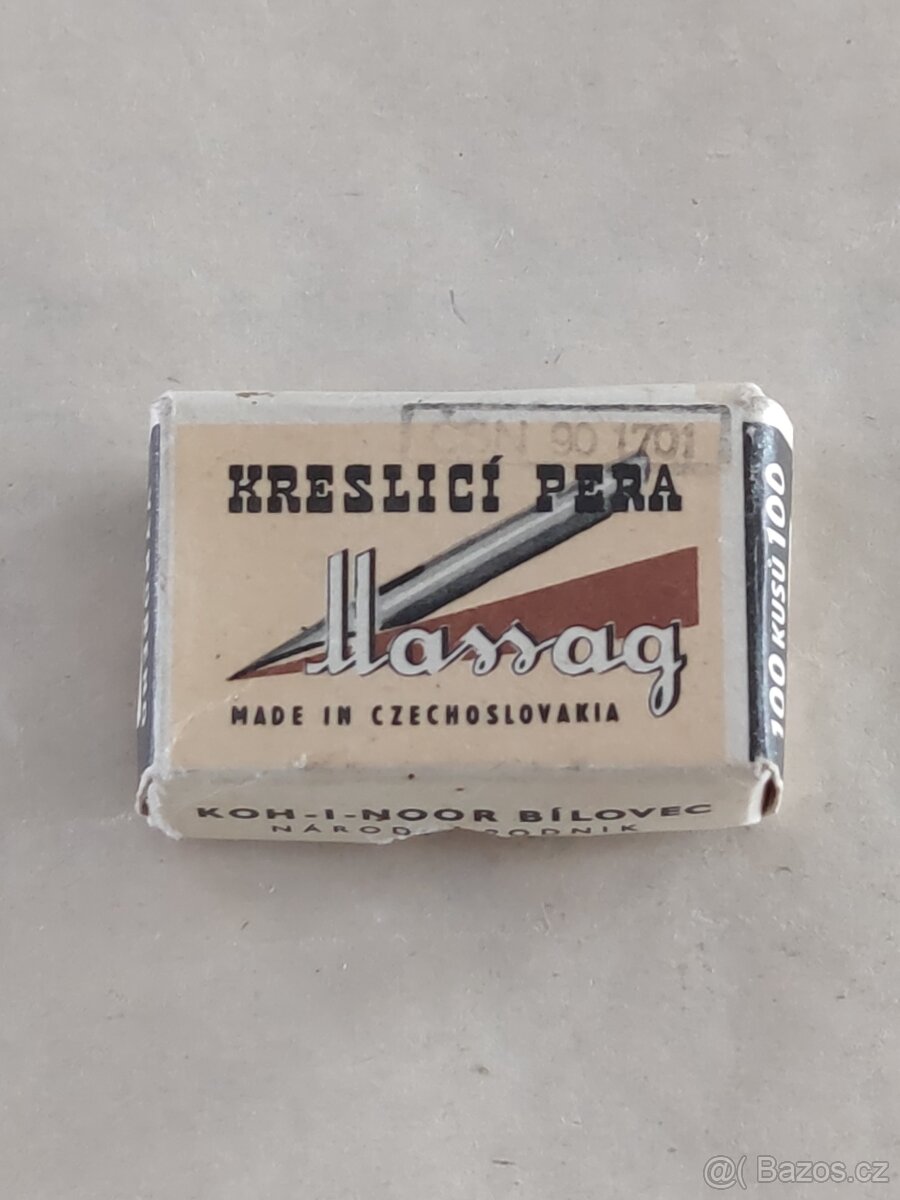 ČSN 90 1701
KRESLICÍ PERA
Massag
MADE IN CZECHOSLOVAKIA
KOH-I-NOOR BÍLOVEC
100 KUSŮ 100
@( Bazos.cz